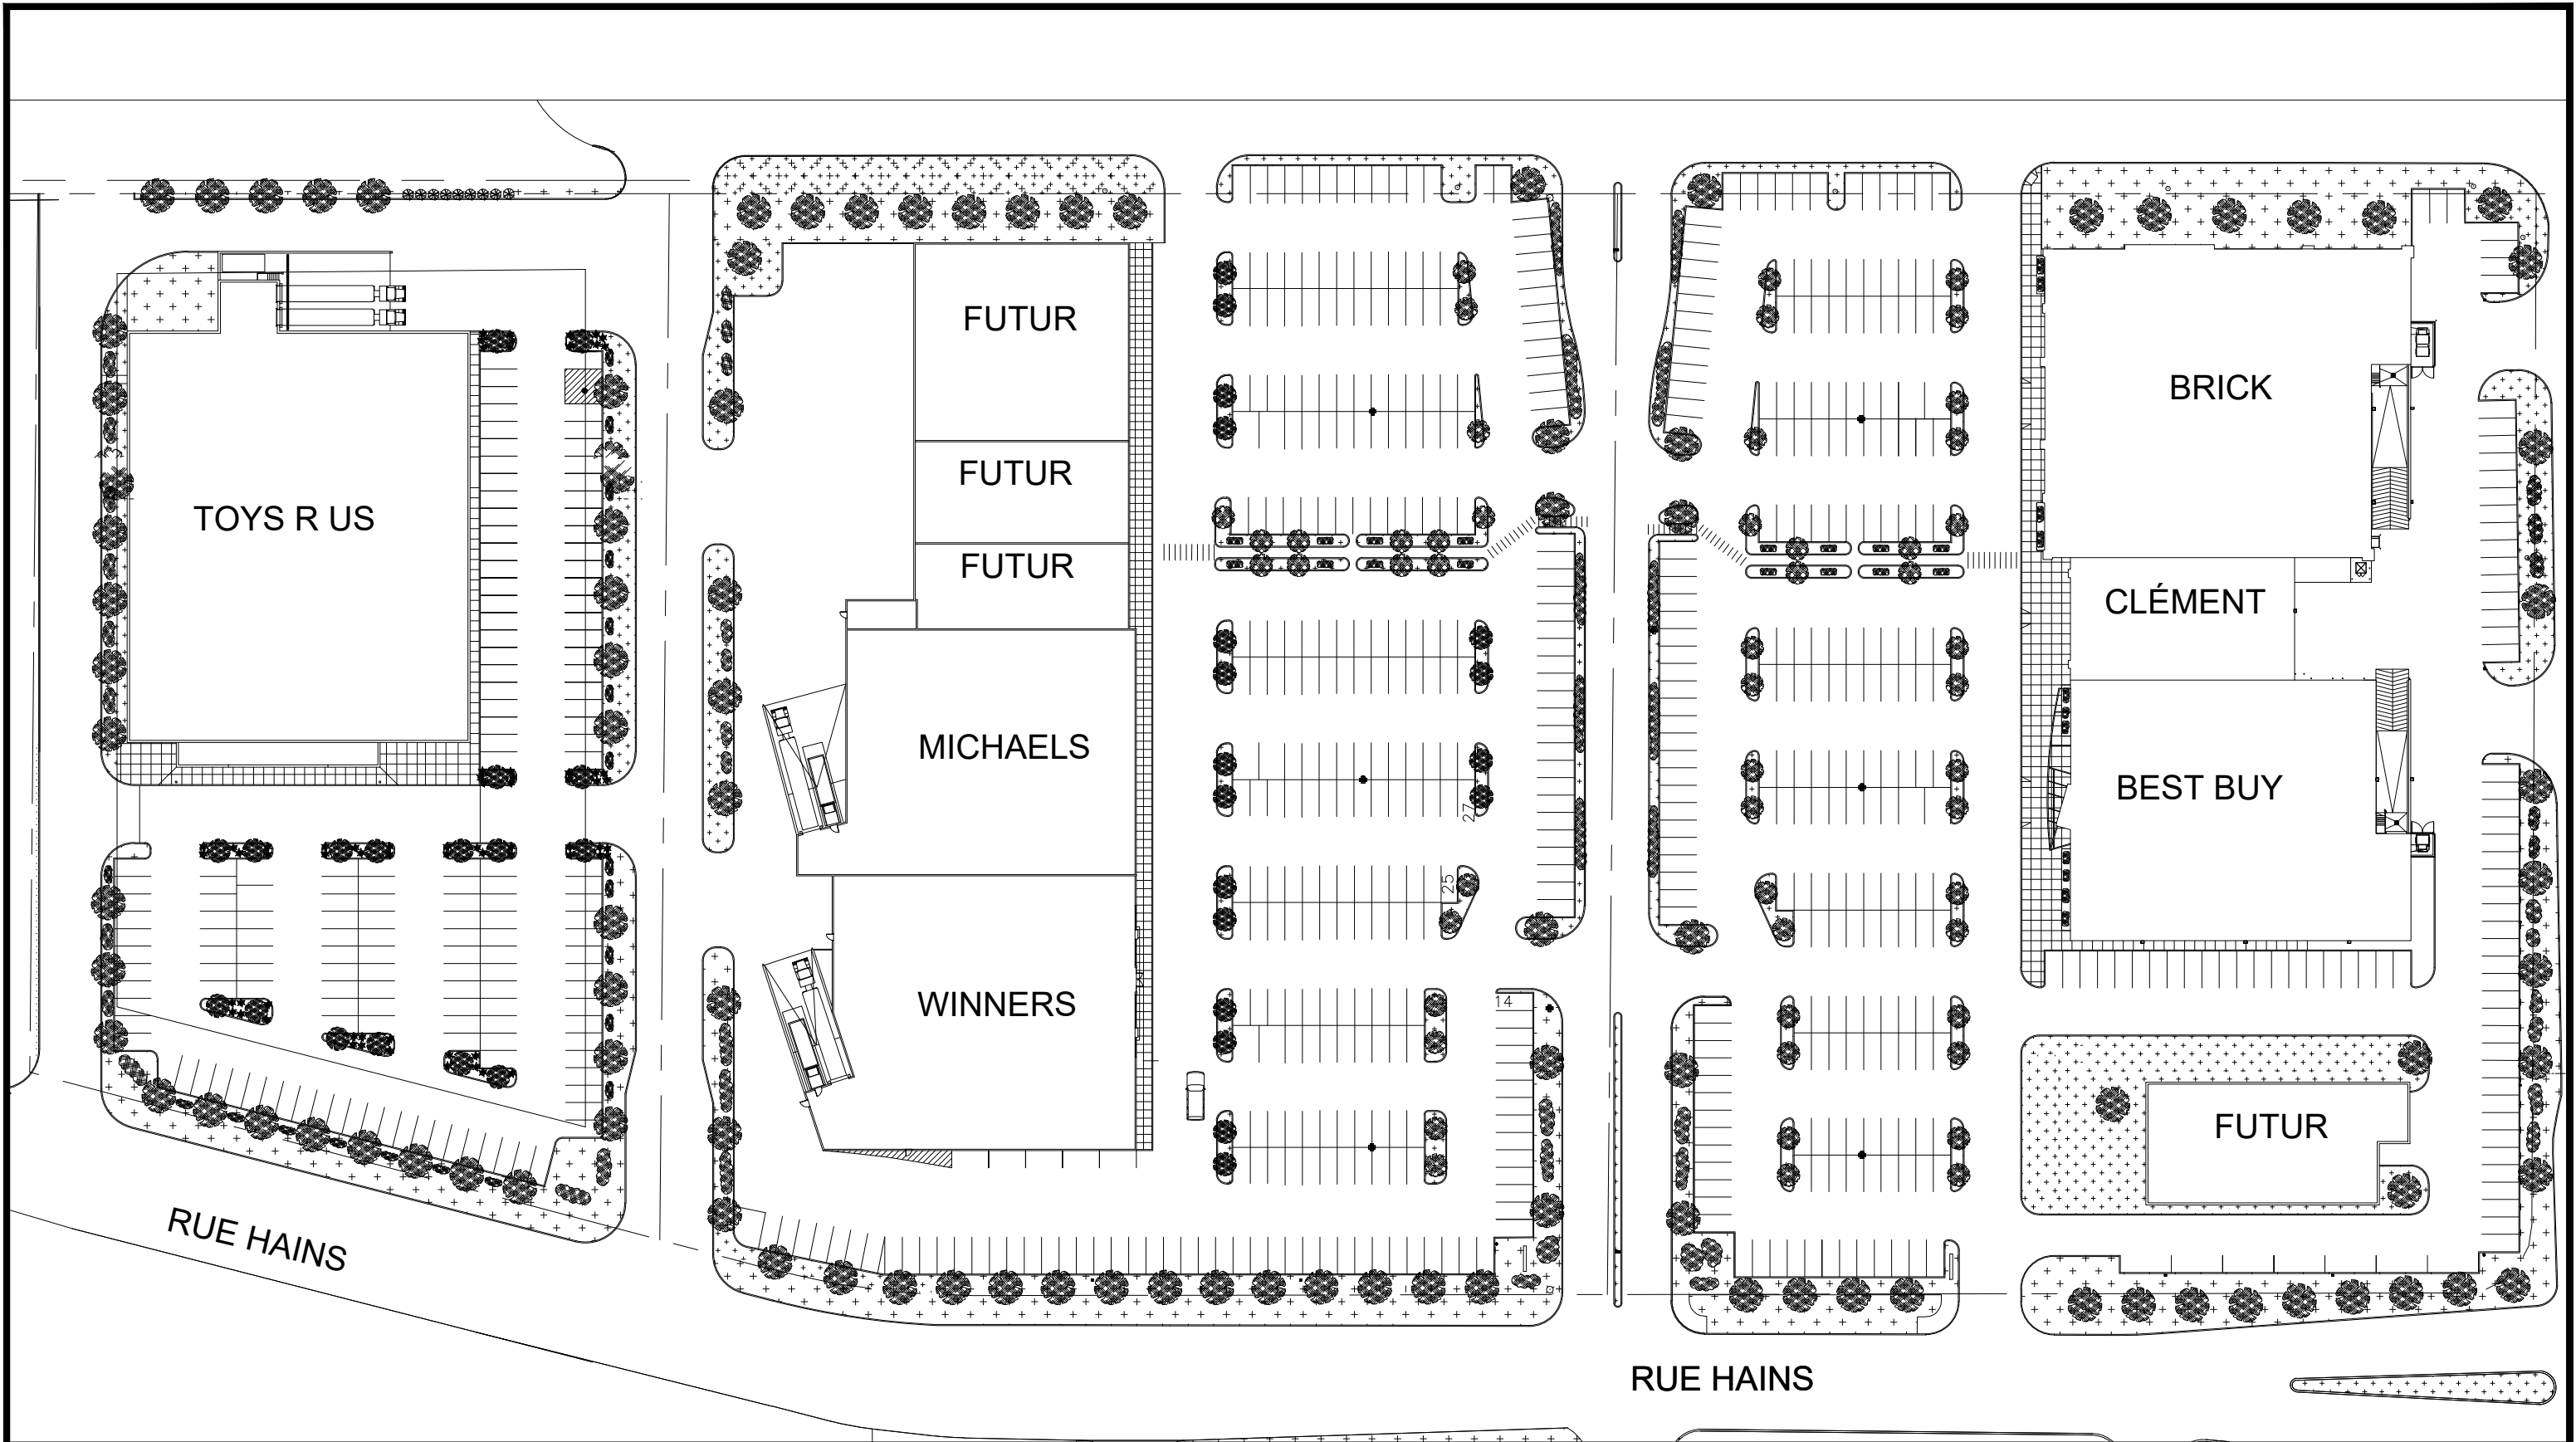 FUTUR
FUTUR
FUTUR
TOYS R US
MICHAELS
WINNERS
BRICK
CLÉMENT
BEST BUY
FUTUR
27
25
14
RUE HAINS
RUE HAINS